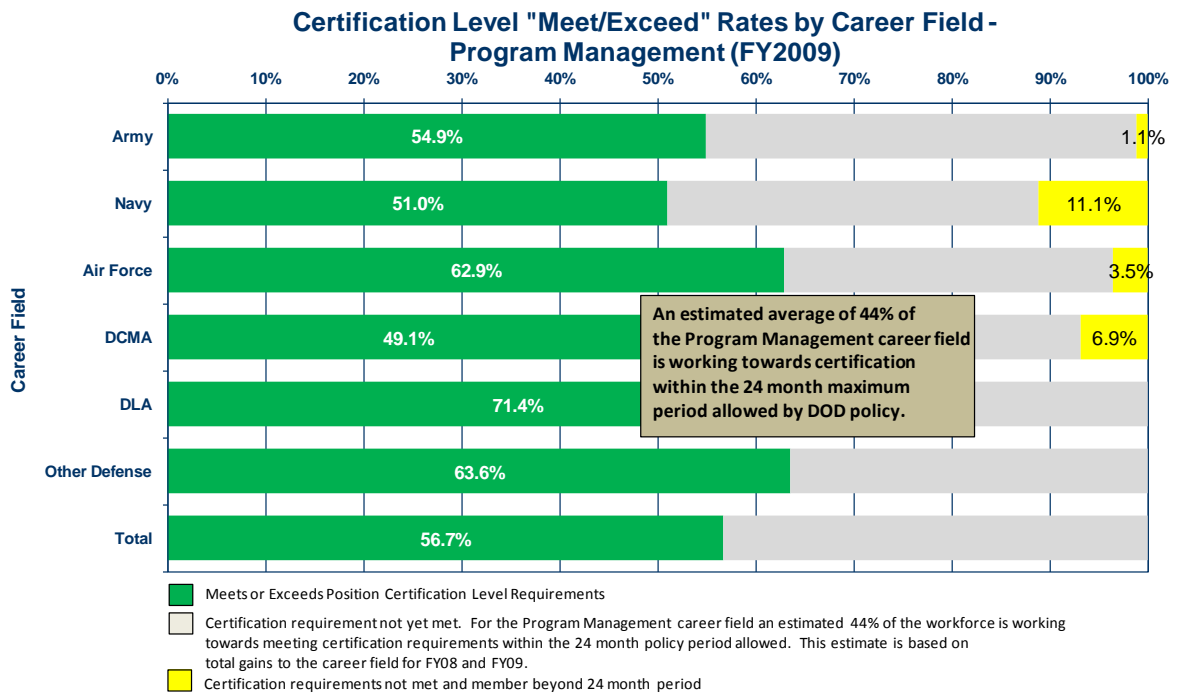 Certification Level "Meet/Exceed" Rates by Career Field -
Program Management (FY2009)
0% 10% 20% 30% 40% 50% 60% 70% 80% 90% 100%
Career Field
Army 54.9% 1.1%
Navy 51.0% 11.1%
Air Force 62.9% 3.5%
DCMA 49.1% 6.9%
DLA 71.4%
Other Defense 63.6%
Total 56.7%
An estimated average of 44% of
the Program Management career field
is working towards certification
within the 24 month maximum
period allowed by DOD policy.
Meets or Exceeds Position Certification Level Requirements
Certification requirement not yet met. For the Program Management career field an estimated 44% of the workforce is working
towards meeting certification requirements within the 24 month policy period allowed. This estimate is based on
total gains to the career field for FY08 and FY09.
Certification requirements not met and member beyond 24 month period